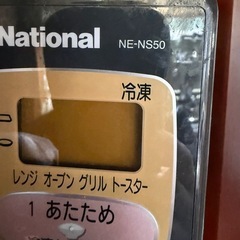 National
NE-NS50
冷凍
レンジ オーブン グリル トースター
1 あたため